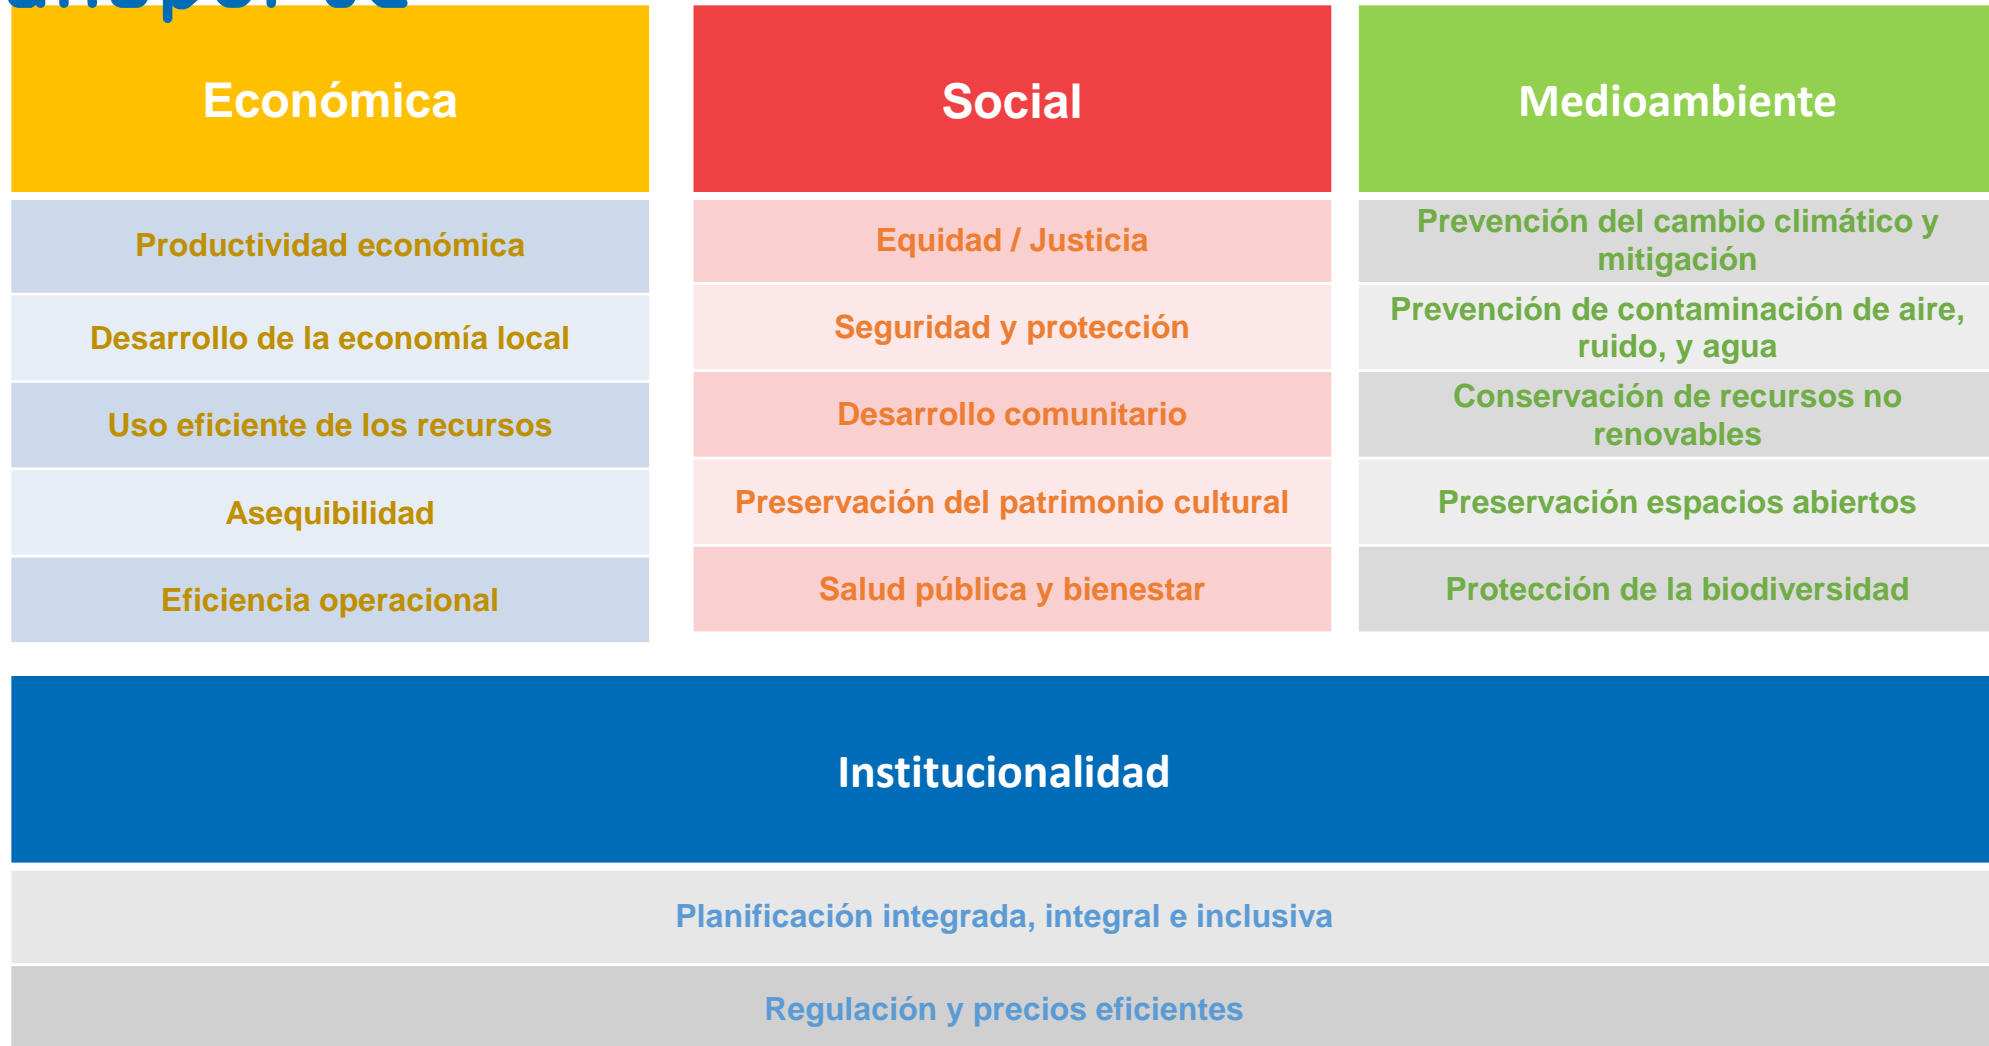 Económica
Productividad económica
Desarrollo de la economía local
Uso eficiente de los recursos
Asequibilidad
Eficiencia operacional
Social
Equidad / Justicia
Seguridad y protección
Desarrollo comunitario
Preservación del patrimonio cultural
Salud pública y bienestar
Medioambiente
Prevención del cambio climático y
mitigación
Prevención de contaminación de aire,
ruido, y agua
Conservación de recursos no
renovables
Preservación espacios abiertos
Protección de la biodiversidad
Institucionalidad
Planificación integrada, integral e inclusiva
Regulación y precios eficientes